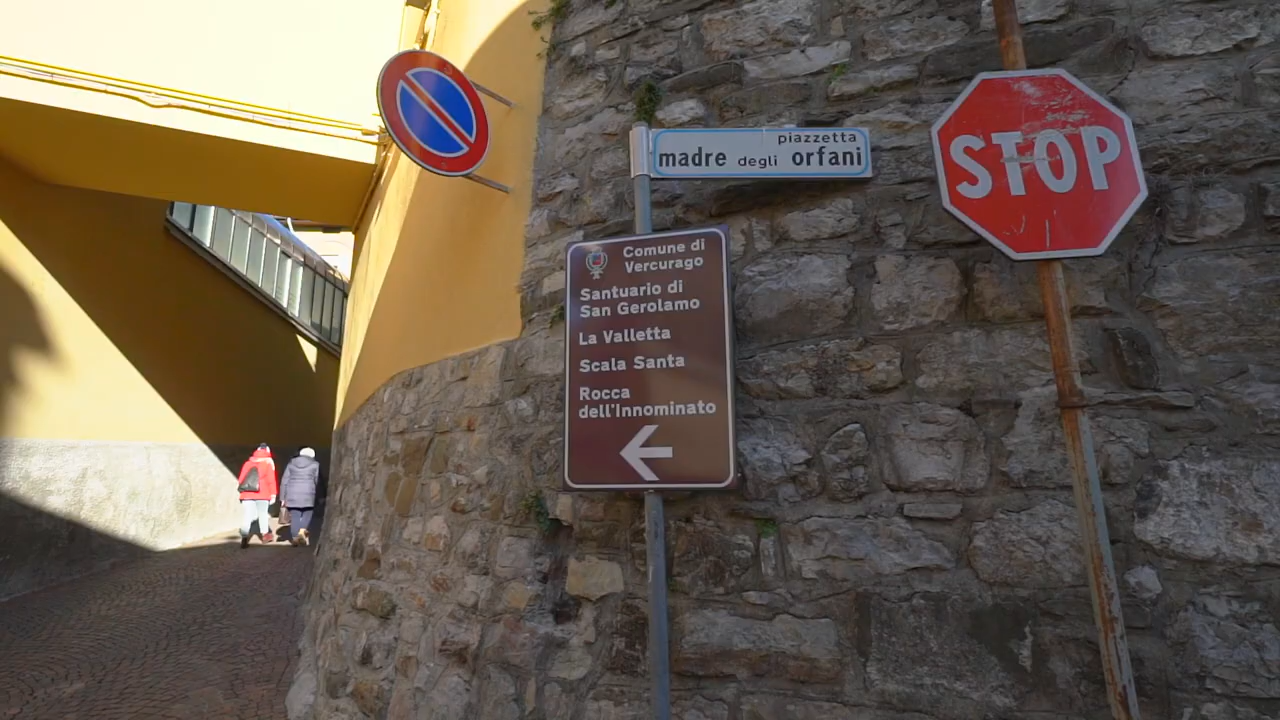 piazzetta
madre degli orfani
STOP
Comune di
Vercurago
Santuario di
San Gerolamo
La Valletta
Scala Santa
Rocca
dell'Innominato